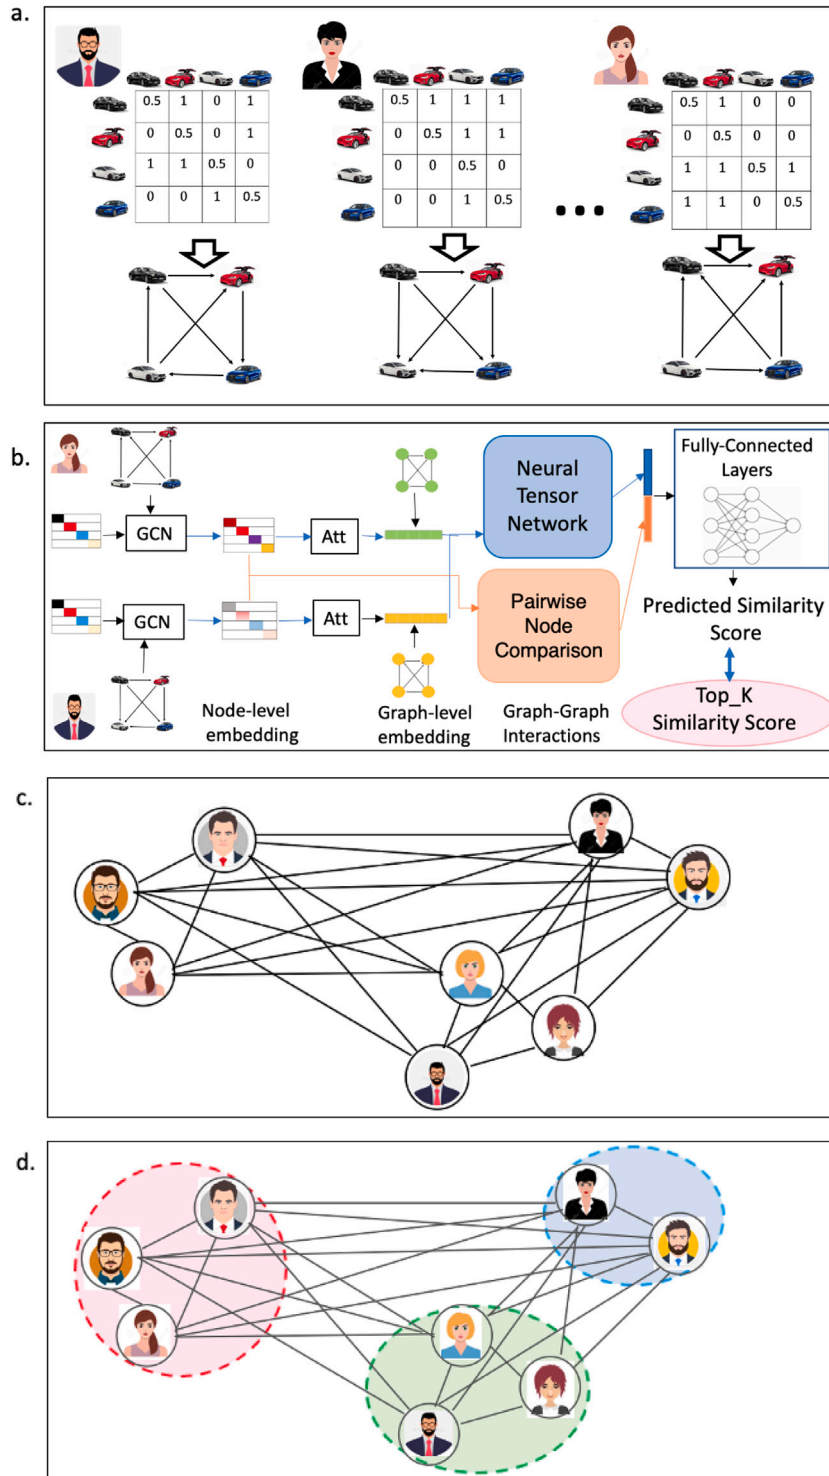 a.
0.5 1 0 1
0 0.5 0 1
1 1 0.5 0
0 0 1 0.5
0.5 1 1 1
0 0.5 1 1
0 0 0.5 0
0 0 1 0.5
...
0.5 1 0 0
0 0.5 0 0
1 1 0.5 1
1 1 0 0.5
b.
GCN
Att
Neural
Tensor
Network
Fully-Connected
Layers
GCN
Att
Pairwise
Node
Comparison
Predicted Similarity
Score
Node-level
embedding
Graph-level
embedding
Graph-Graph
Interactions
Top_K
Similarity Score
c.
d.